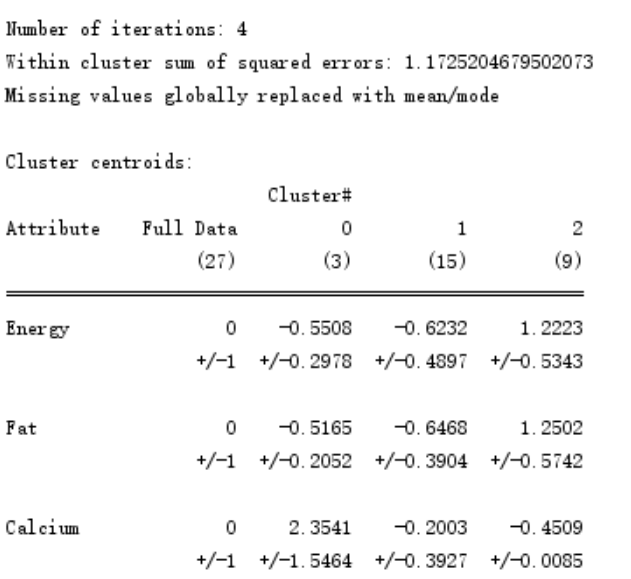 Number of iterations: 4
Within cluster sum of squared errors: 1.1725204679502073
Missing values globally replaced with mean/mode
Cluster centroids:
Cluster#
Attribute Full Data 0 1 2
(27) (3) (15) (9)
Energy 0 -0.5508 -0.6232 1.2223
+/-1 +/-0.2978 +/-0.4897 +/-0.5343
Fat 0 -0.5165 -0.6468 1.2502
+/-1 +/-0.2052 +/-0.3904 +/-0.5742
Calcium 0 2.3541 -0.2003 -0.4509
+/-1 +/-1.5464 +/-0.3927 +/-0.0085